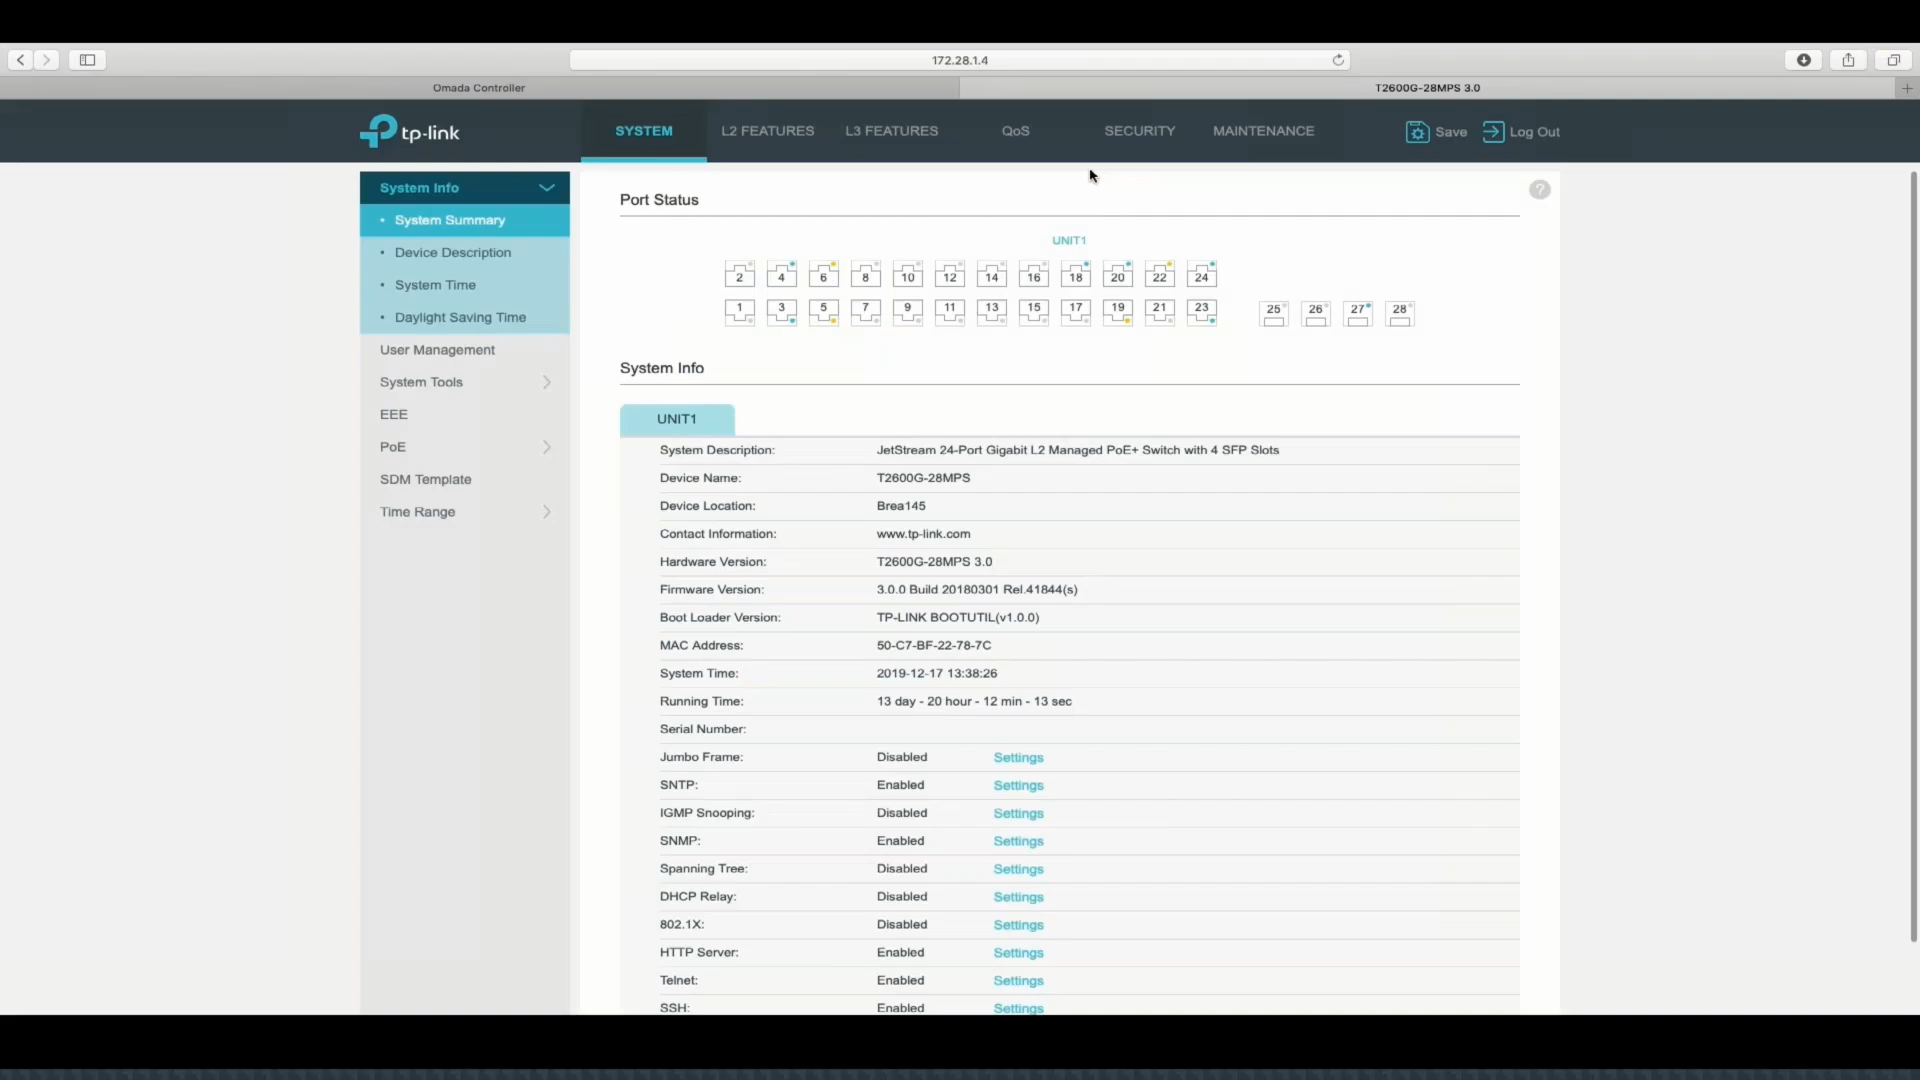 172.28.1.4
Omada Controller
T2600G-28MPS 3.0
tp-link
SYSTEM L2 FEATURES L3 FEATURES QoS SECURITY MAINTENANCE
Save Log Out
System Info
• System Summary
• Device Description
• System Time
• Daylight Saving Time
User Management
System Tools
EEE
PoE
SDM Template
Time Range
Port Status
?
UNIT1
2 4 6 8 10 12 14 16 18 20 22 24
1 3 5 7 9 11 13 15 17 19 21 23 25 26 27 28
System Info
UNIT1
System Description: JetStream 24-Port Gigabit L2 Managed PoE+ Switch with 4 SFP Slots
Device Name: T2600G-28MPS
Device Location: Brea145
Contact Information: www.tp-link.com
Hardware Version: T2600G-28MPS 3.0
Firmware Version: 3.0.0 Build 20180301 Rel.41844(s)
Boot Loader Version: TP-LINK BOOTUTIL(v1.0.0)
MAC Address: 50-C7-BF-22-78-7C
System Time: 2019-12-17 13:38:26
Running Time: 13 day - 20 hour - 12 min - 13 sec
Serial Number:
Jumbo Frame: Disabled Settings
SNTP: Enabled Settings
IGMP Snooping: Disabled Settings
SNMP: Enabled Settings
Spanning Tree: Disabled Settings
DHCP Relay: Disabled Settings
802.1X: Disabled Settings
HTTP Server: Enabled Settings
Telnet: Enabled Settings
SSH: Enabled Settings